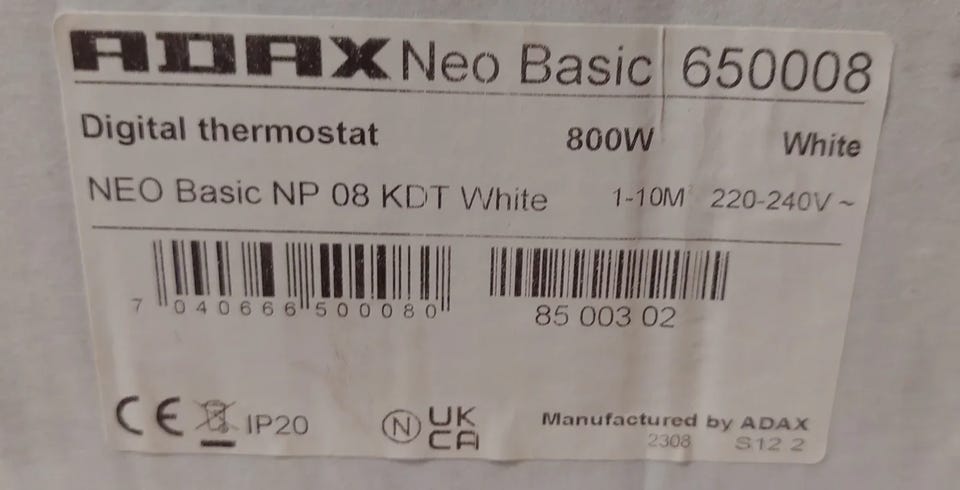 ADAX Neo Basic 650008
Digital thermostat 800W White
NEO Basic NP 08 KDT White 1-10M² 220-240V ~
7 040666 500080
85 003 02
CE IP20 N UK CA
Manufactured by ADAX
2308 S12 2